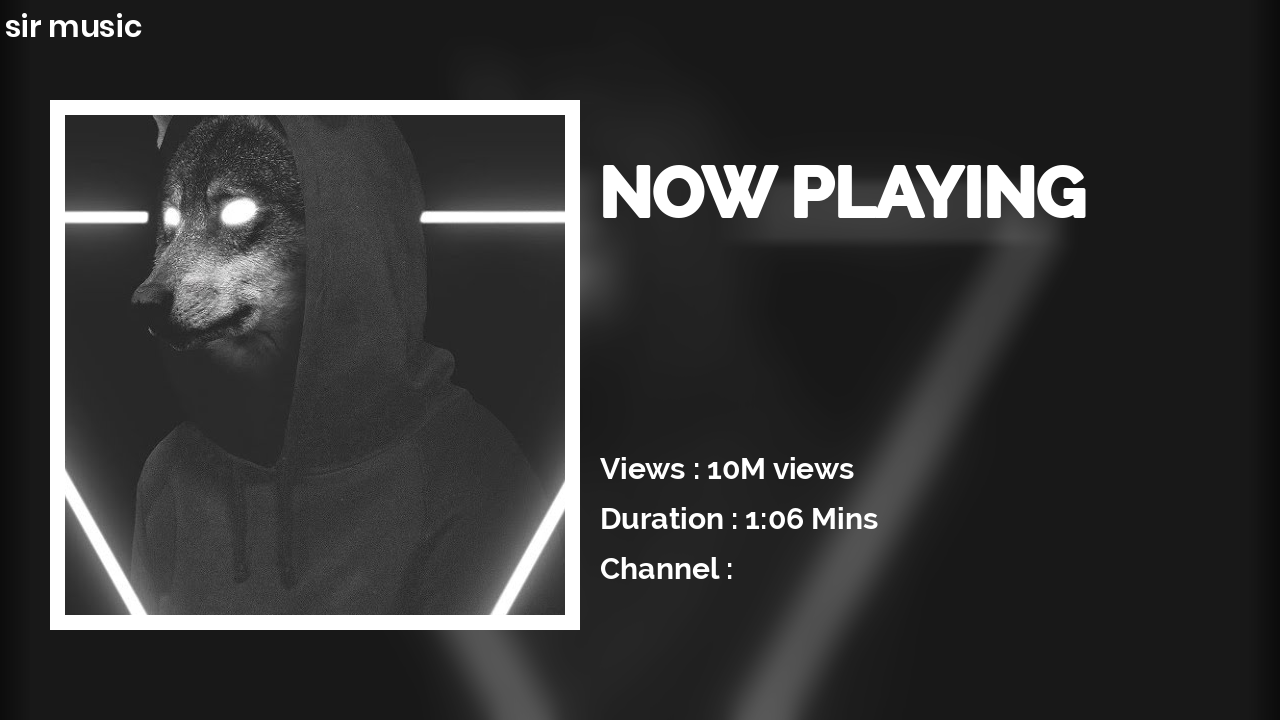 sir music
NOW PLAYING
Views : 10M views
Duration : 1:06 Mins
Channel :